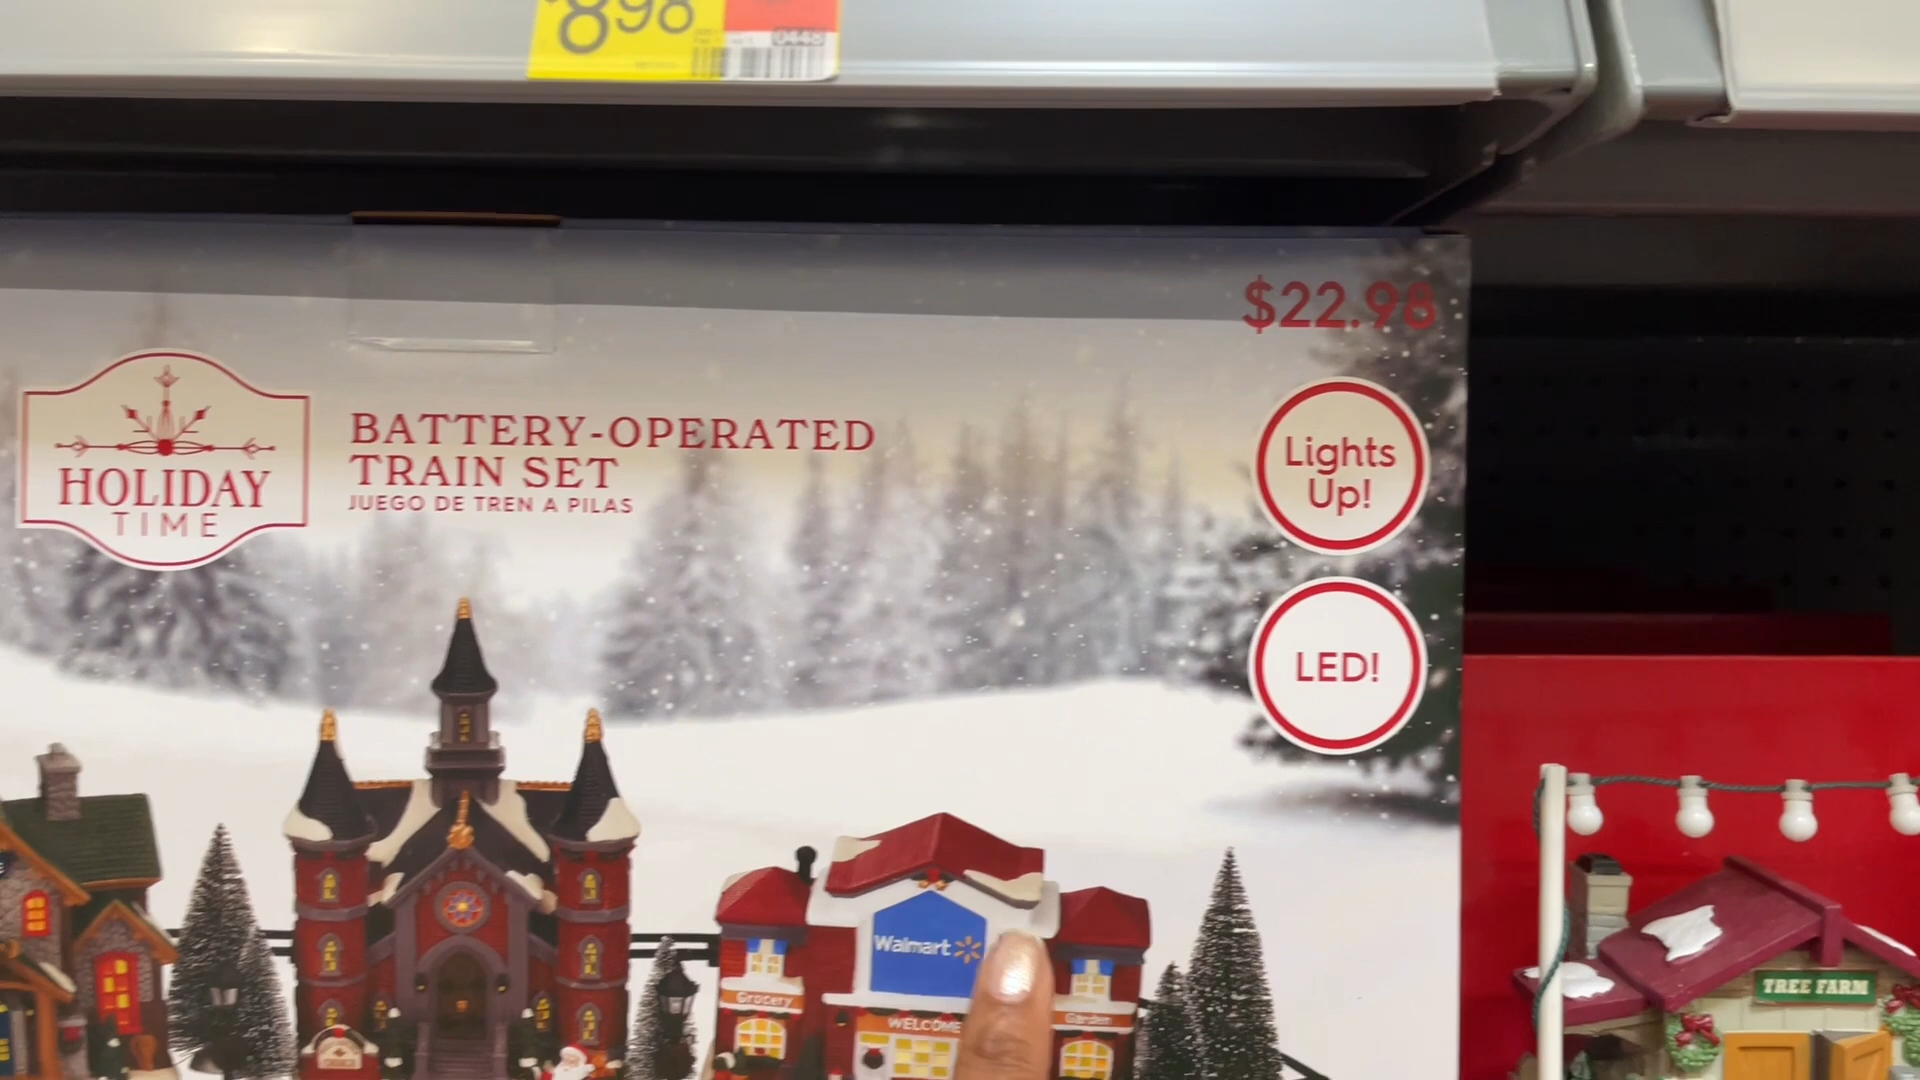 $8.98
0448
$22.98
HOLIDAY
TIME
BATTERY-OPERATED
TRAIN SET
JUEGO DE TREN A PILAS
Lights
Up!
LED!
Walmart
Grocery
WELCOME
Garden
TREE FARM